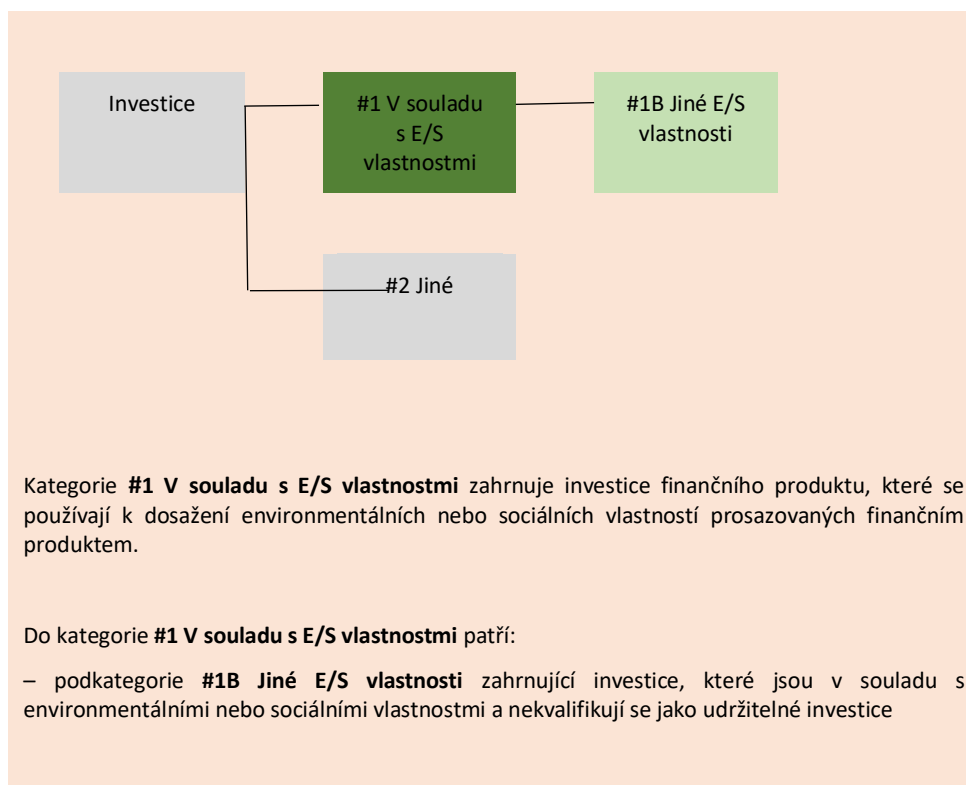 Investice
#1 V souladu
s E/S
vlastnostmi
#1B Jiné E/S
vlastnosti
#2 Jiné
Kategorie #1 V souladu s E/S vlastnostmi zahrnuje investice finančního produktu, které se
používají k dosažení environmentálních nebo sociálních vlastností prosazovaných finančním
produktem.
Do kategorie #1 V souladu s E/S vlastnostmi patří:
– podkategorie #1B Jiné E/S vlastnosti zahrnující investice, které jsou v souladu s
environmentálními nebo sociálními vlastnostmi a nekvalifikují se jako udržitelné investice